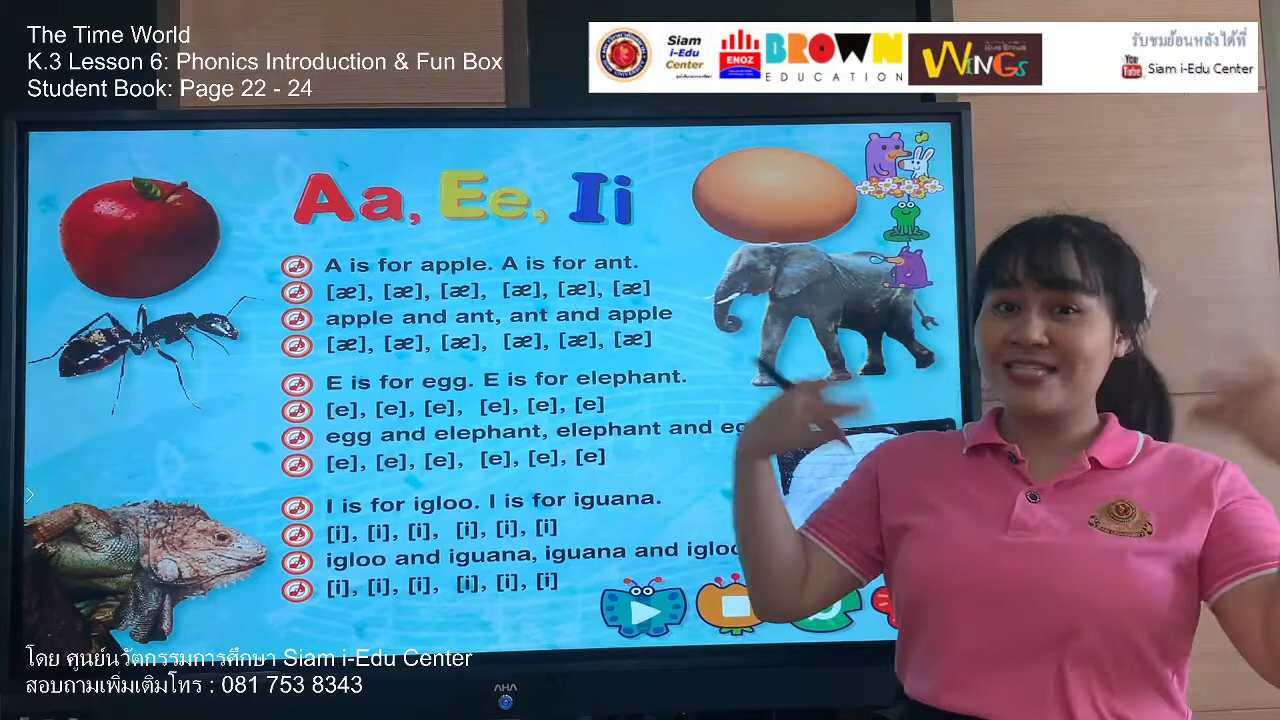 The Time World
K.3 Lesson 6: Phonics Introduction & Fun Box
Student Book: Page 22 - 24
Siam
i-Edu
Center
ENOZ
BROWN
EDUCATION
WINGS
รับชมย้อนหลังได้ที่
You
Tube
Siam i-Edu Center
Aa, Ee, Ii
A is for apple. A is for ant.
[æ], [æ], [æ], [æ], [æ], [æ]
apple and ant, ant and apple
[æ], [æ], [æ], [æ], [æ], [æ]
E is for egg. E is for elephant.
[e], [e], [e], [e], [e], [e]
egg and elephant, elephant and eg
[e], [e], [e], [e], [e], [e]
I is for igloo. I is for iguana.
[i], [i], [i], [i], [i], [i]
igloo and iguana, iguana and igloo
[i], [i], [i], [i], [i], [i]
โดย ศูนย์นวัตกรรมการศึกษา Siam i-Edu Center
สอบถามเพิ่มเติมโทร : 081 753 8343
AHA